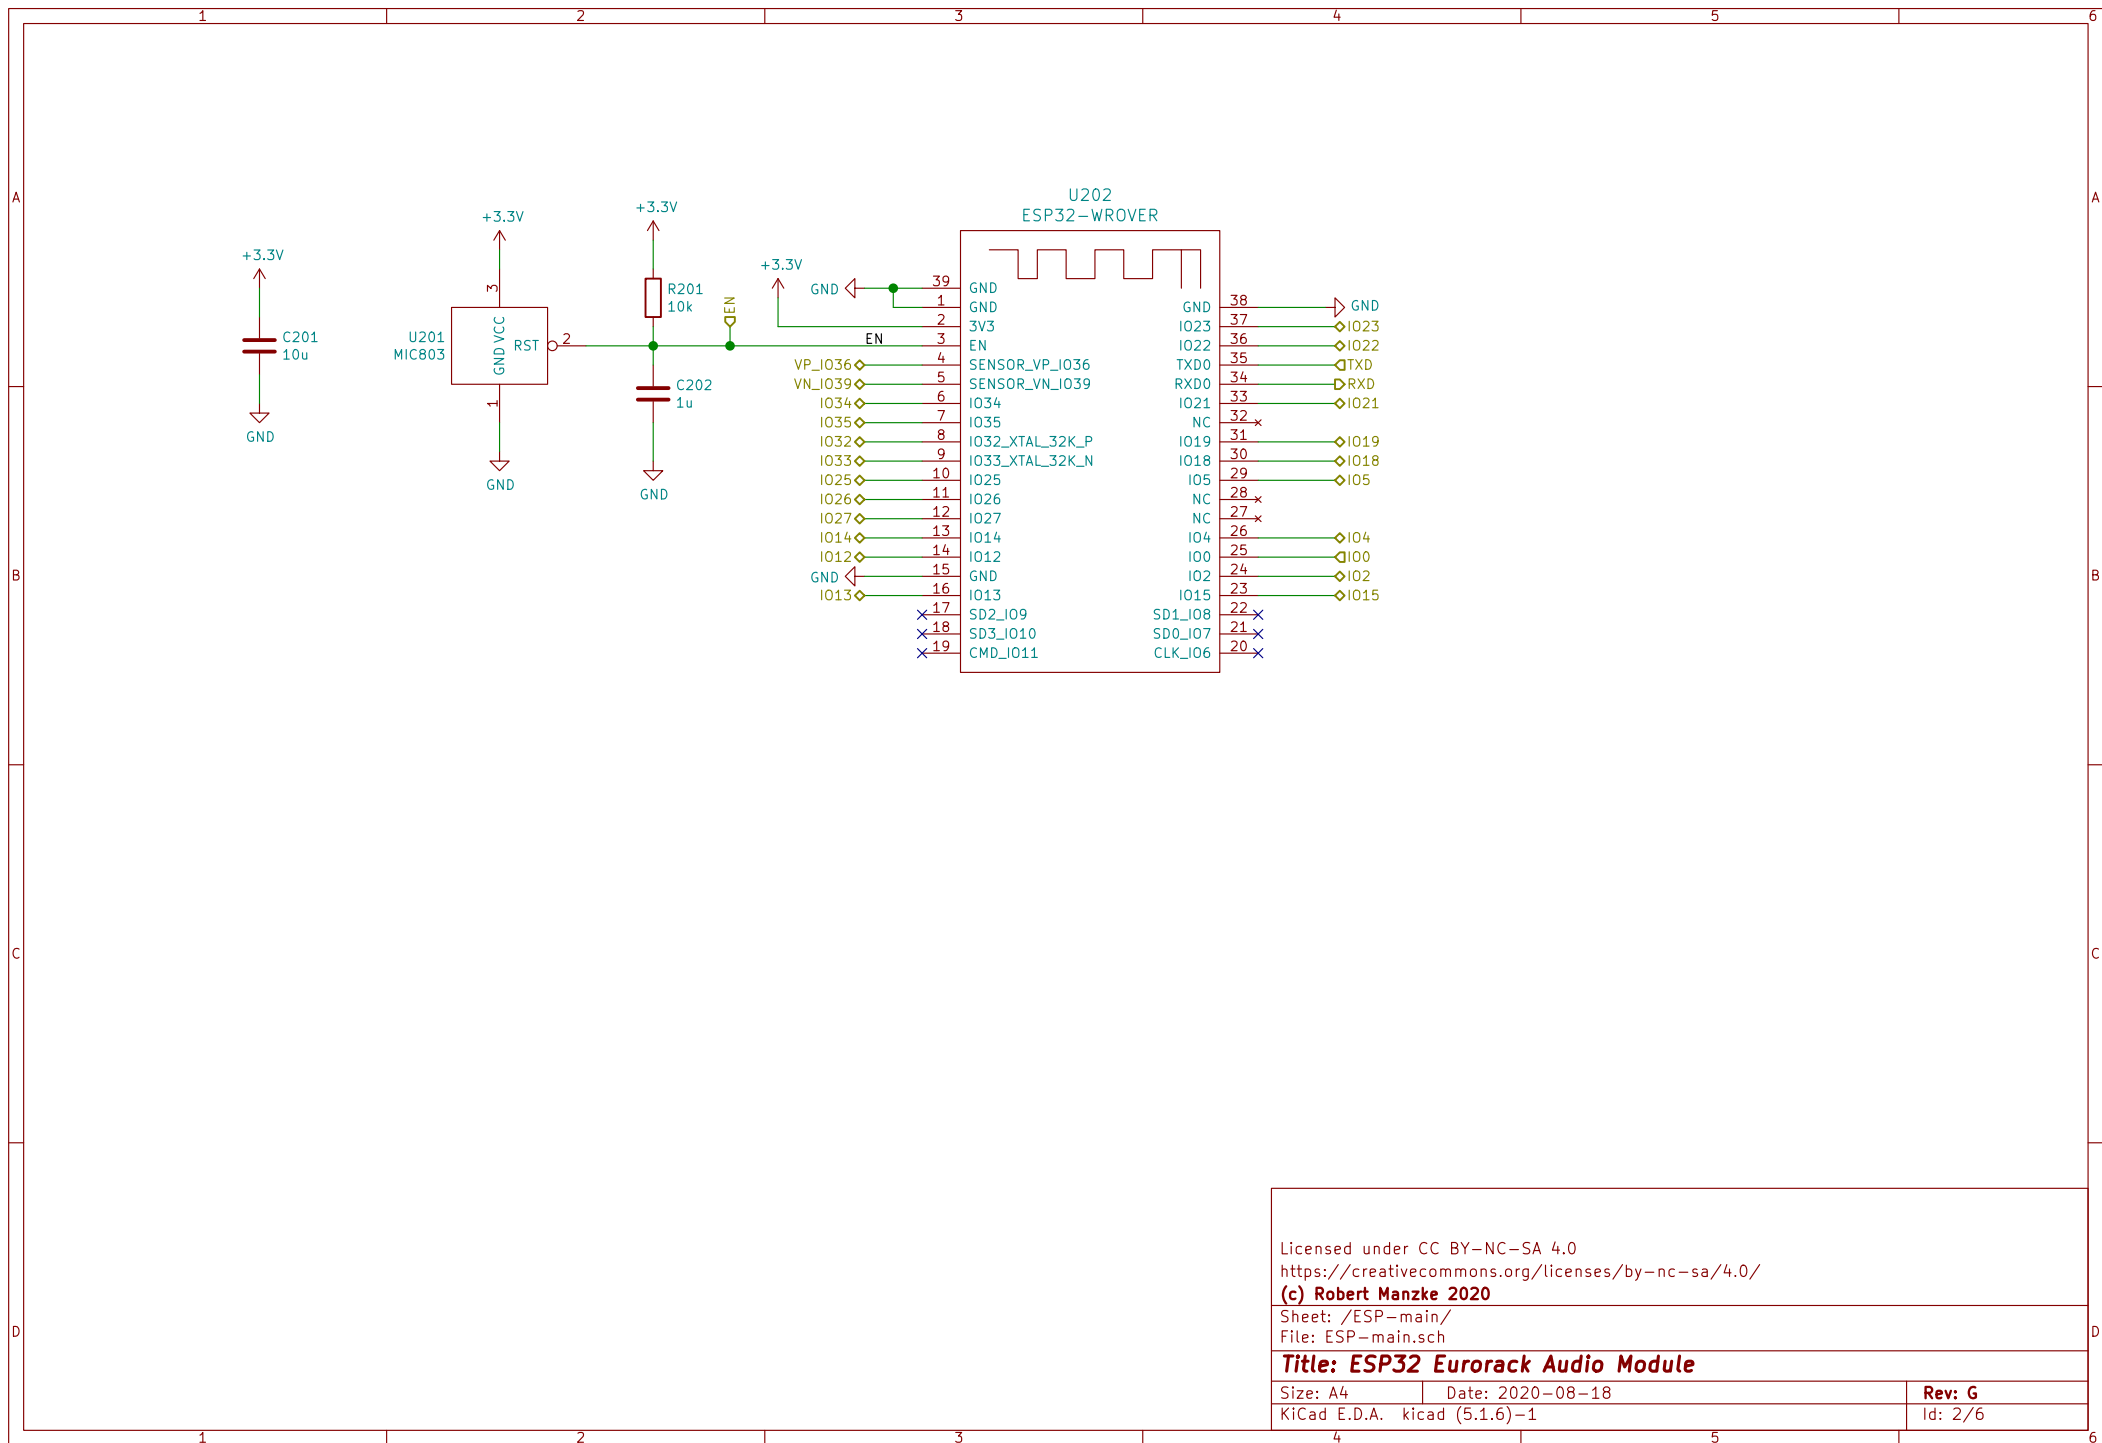 1 2 3 4 5 6
A A
B B
C C
D D
+3.3V
C201
10u
GND
+3.3V
3
U201
MIC803
GND VCC
RST
2
1
GND
+3.3V
R201
10k
C202
1u
GND
EN
EN
+3.3V
U202
ESP32-WROVER
GND 39 GND
1 GND
2 3V3
3 EN
VP_IO36 4 SENSOR_VP_IO36
VN_IO39 5 SENSOR_VN_IO39
IO34 6 IO34
IO35 7 IO35
IO32 8 IO32_XTAL_32K_P
IO33 9 IO33_XTAL_32K_N
IO25 10 IO25
IO26 11 IO26
IO27 12 IO27
IO14 13 IO14
IO12 14 IO12
GND 15 GND
IO13 16 IO13
17 SD2_IO9
18 SD3_IO10
19 CMD_IO11
GND 38 GND
IO23 37 IO23
IO22 36 IO22
TXD0 35 TXD
RXD0 34 RXD
IO21 33 IO21
NC 32
IO19 31 IO19
IO18 30 IO18
IO5 29 IO5
NC 28
NC 27
IO4 26 IO4
IO0 25 IO0
IO2 24 IO2
IO15 23 IO15
SD1_IO8 22
SD0_IO7 21
CLK_IO6 20
Licensed under CC BY-NC-SA 4.0
https://creativecommons.org/licenses/by-nc-sa/4.0/
(c) Robert Manzke 2020
Sheet: /ESP-main/
File: ESP-main.sch
Title: ESP32 Eurorack Audio Module
Size: A4 Date: 2020-08-18 Rev: G
KiCad E.D.A. kicad (5.1.6)-1 Id: 2/6
1 2 3 4 5 6